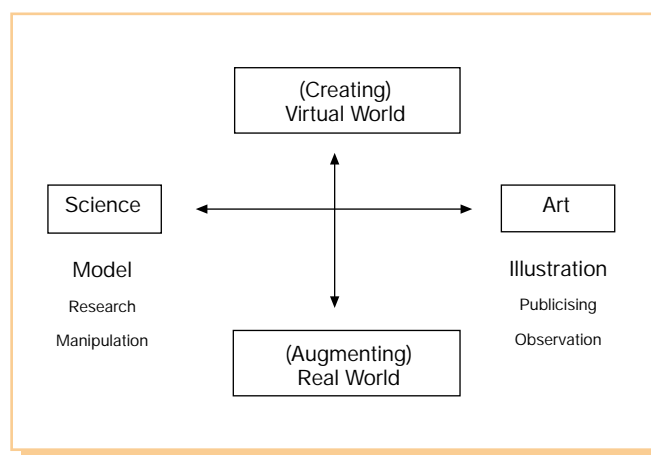 (Creating)
Virtual World
Science
Art
Model
Illustration
Research
Publicising
Manipulation
Observation
(Augmenting)
Real World